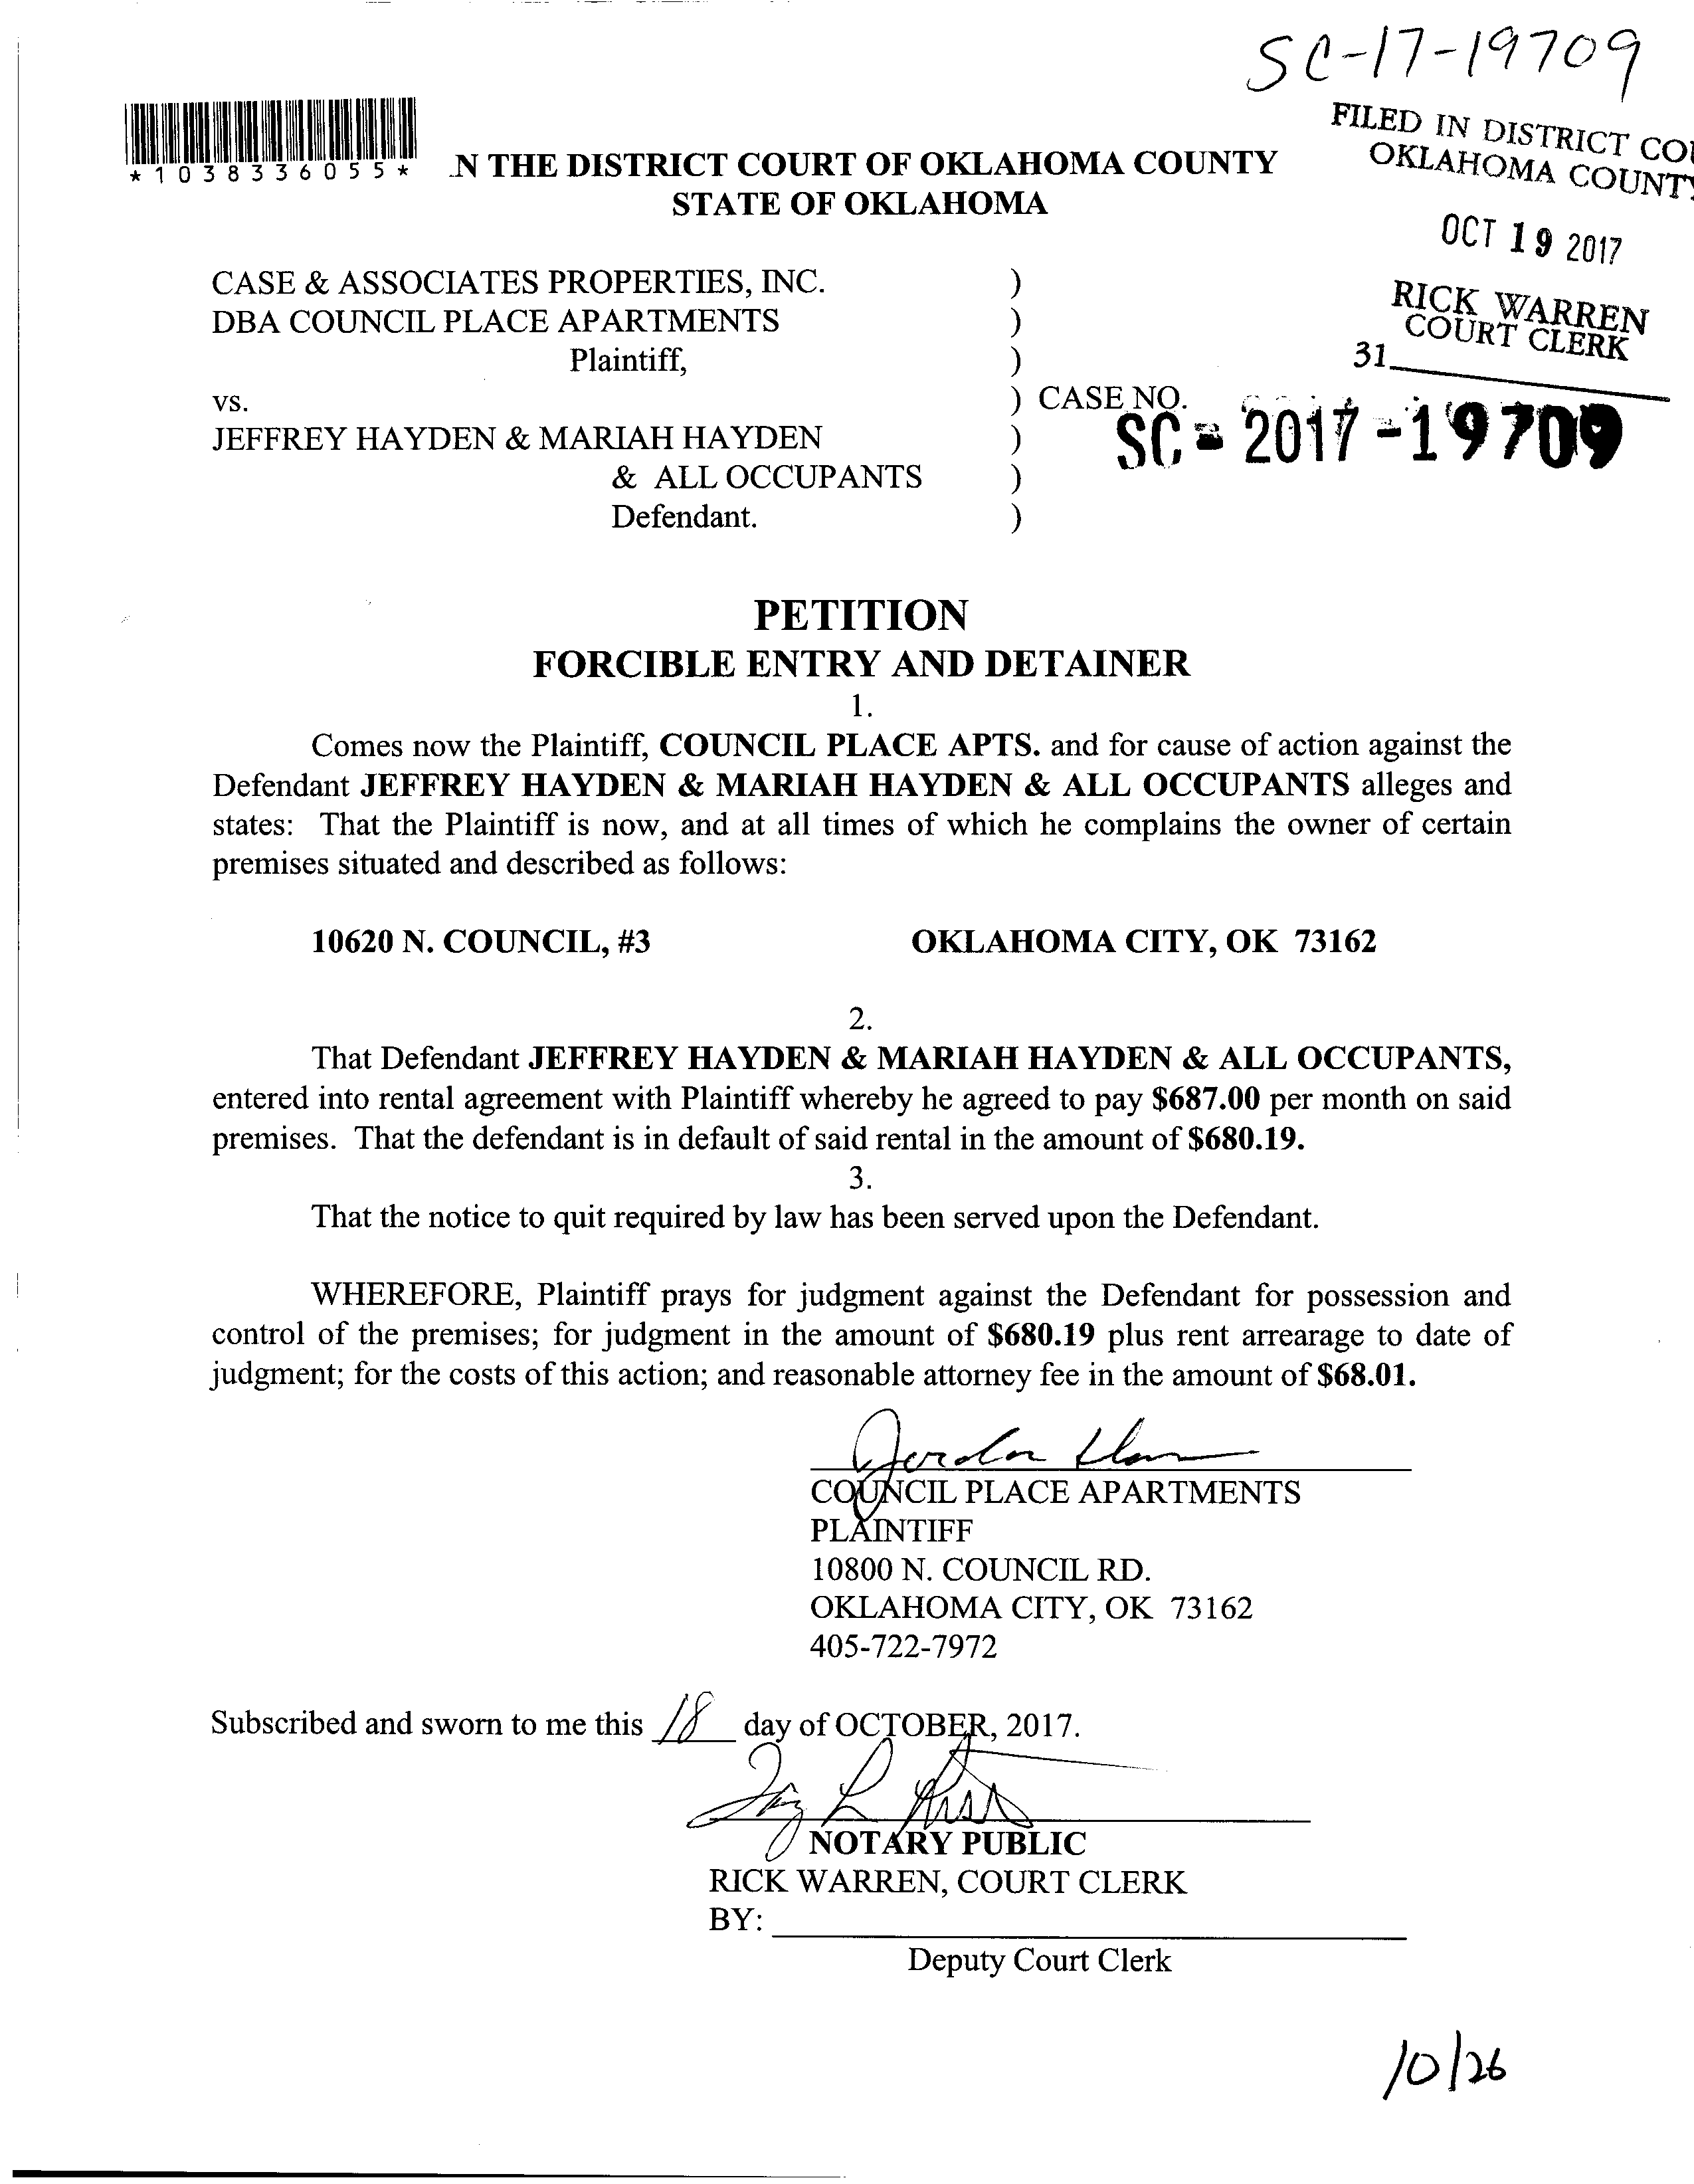 SC-17-19709
FILED IN DISTRICT CO
OKLAHOMA COUNTY
OCT 19 2017
RICK WARREN
COURT CLERK
31
*1038336055*
N THE DISTRICT COURT OF OKLAHOMA COUNTY
STATE OF OKLAHOMA
CASE & ASSOCIATES PROPERTIES, INC. )
DBA COUNCIL PLACE APARTMENTS )
Plaintiff, )
vs. ) CASE NO.
SC-2017-19709
JEFFREY HAYDEN & MARIAH HAYDEN )
& ALL OCCUPANTS )
Defendant. )
PETITION
FORCIBLE ENTRY AND DETAINER
1.
Comes now the Plaintiff, COUNCIL PLACE APTS. and for cause of action against the
Defendant JEFFREY HAYDEN & MARIAH HAYDEN & ALL OCCUPANTS alleges and
states: That the Plaintiff is now, and at all times of which he complains the owner of certain
premises situated and described as follows:
10620 N. COUNCIL, #3 OKLAHOMA CITY, OK 73162
2.
That Defendant JEFFREY HAYDEN & MARIAH HAYDEN & ALL OCCUPANTS,
entered into rental agreement with Plaintiff whereby he agreed to pay $687.00 per month on said
premises. That the defendant is in default of said rental in the amount of $680.19.
3.
That the notice to quit required by law has been served upon the Defendant.
WHEREFORE, Plaintiff prays for judgment against the Defendant for possession and
control of the premises; for judgment in the amount of $680.19 plus rent arrearage to date of
judgment; for the costs of this action; and reasonable attorney fee in the amount of $68.01.
COUNCIL PLACE APARTMENTS
PLAINTIFF
10800 N. COUNCIL RD.
OKLAHOMA CITY, OK 73162
405-722-7972
Subscribed and sworn to me this 18 day of OCTOBER, 2017.
NOTARY PUBLIC
RICK WARREN, COURT CLERK
BY:
Deputy Court Clerk
10/26